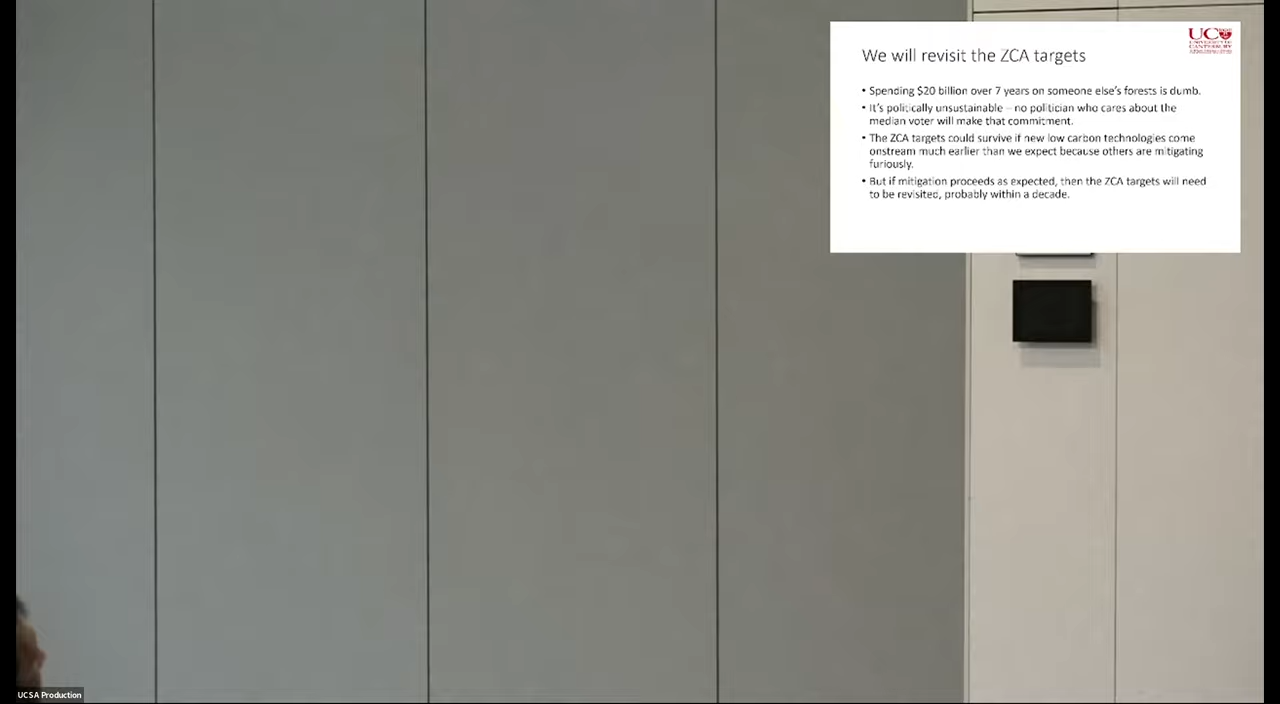 UC
UNIVERSITY OF
CANTERBURY
We will revisit the ZCA targets
• Spending $20 billion over 7 years on someone else's forests is dumb.
• It's politically unsustainable – no politician who cares about the
median voter will make that commitment.
• The ZCA targets could survive if new low carbon technologies come
onstream much earlier than we expect because others are mitigating
furiously.
• But if mitigation proceeds as expected, then the ZCA targets will need
to be revisited, probably within a decade.
UCSA Production